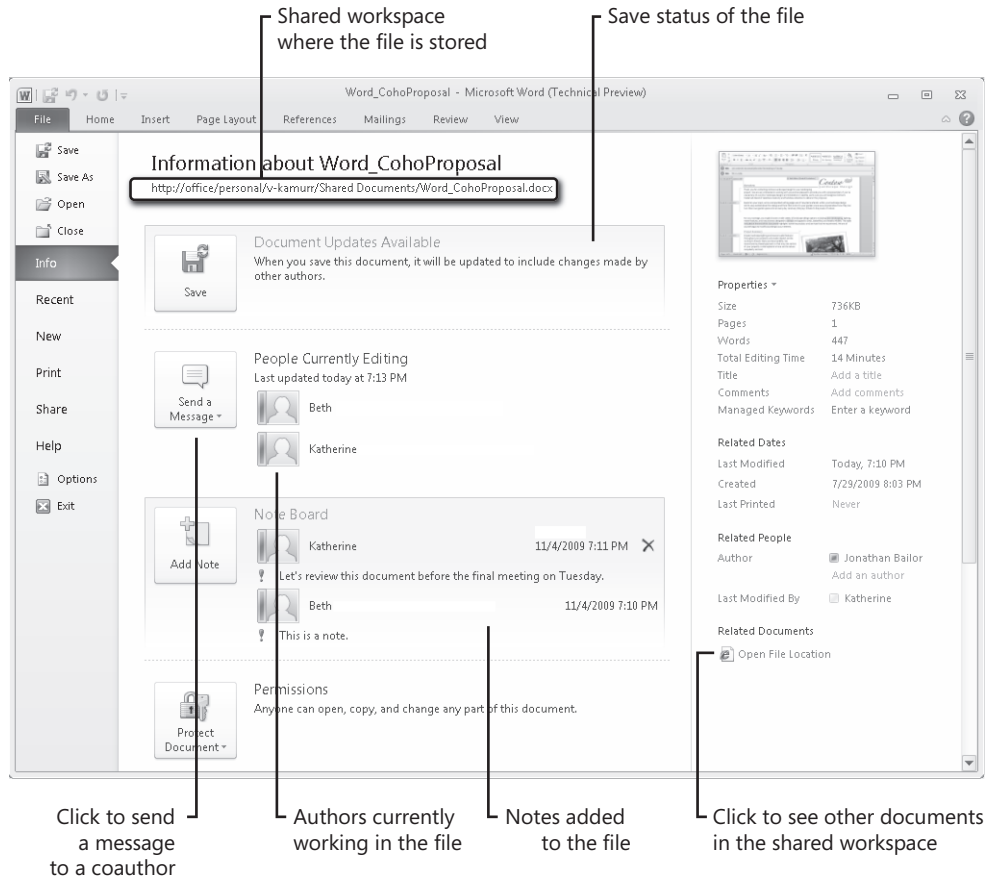 Shared workspace
where the file is stored
Save status of the file
Word_CohoProposal - Microsoft Word (Technical Preview)
File Home Insert Page Layout References Mailings Review View
Save
Save As
Open
Close
Info
Recent
New
Print
Share
Help
Options
Exit
Information about Word_CohoProposal
http://office/personal/v-kamurr/Shared Documents/Word_CohoProposal.docx
Save
Document Updates Available
When you save this document, it will be updated to include changes made by
other authors.
Send a
Message
People Currently Editing
Last updated today at 7:13 PM
Beth
Katherine
Add Note
Note Board
Katherine 11/4/2009 7:11 PM
Let's review this document before the final meeting on Tuesday.
Beth 11/4/2009 7:10 PM
This is a note.
Protect
Document
Permissions
Anyone can open, copy, and change any part of this document.
Properties
Size 736KB
Pages 1
Words 447
Total Editing Time 14 Minutes
Title Add a title
Comments Add comments
Managed Keywords Enter a keyword
Related Dates
Last Modified Today, 7:10 PM
Created 7/29/2009 8:03 PM
Last Printed Never
Related People
Author Jonathan Bailor
Add an author
Last Modified By Katherine
Related Documents
Open File Location
Click to send
a message
to a coauthor
Authors currently
working in the file
Notes added
to the file
Click to see other documents
in the shared workspace